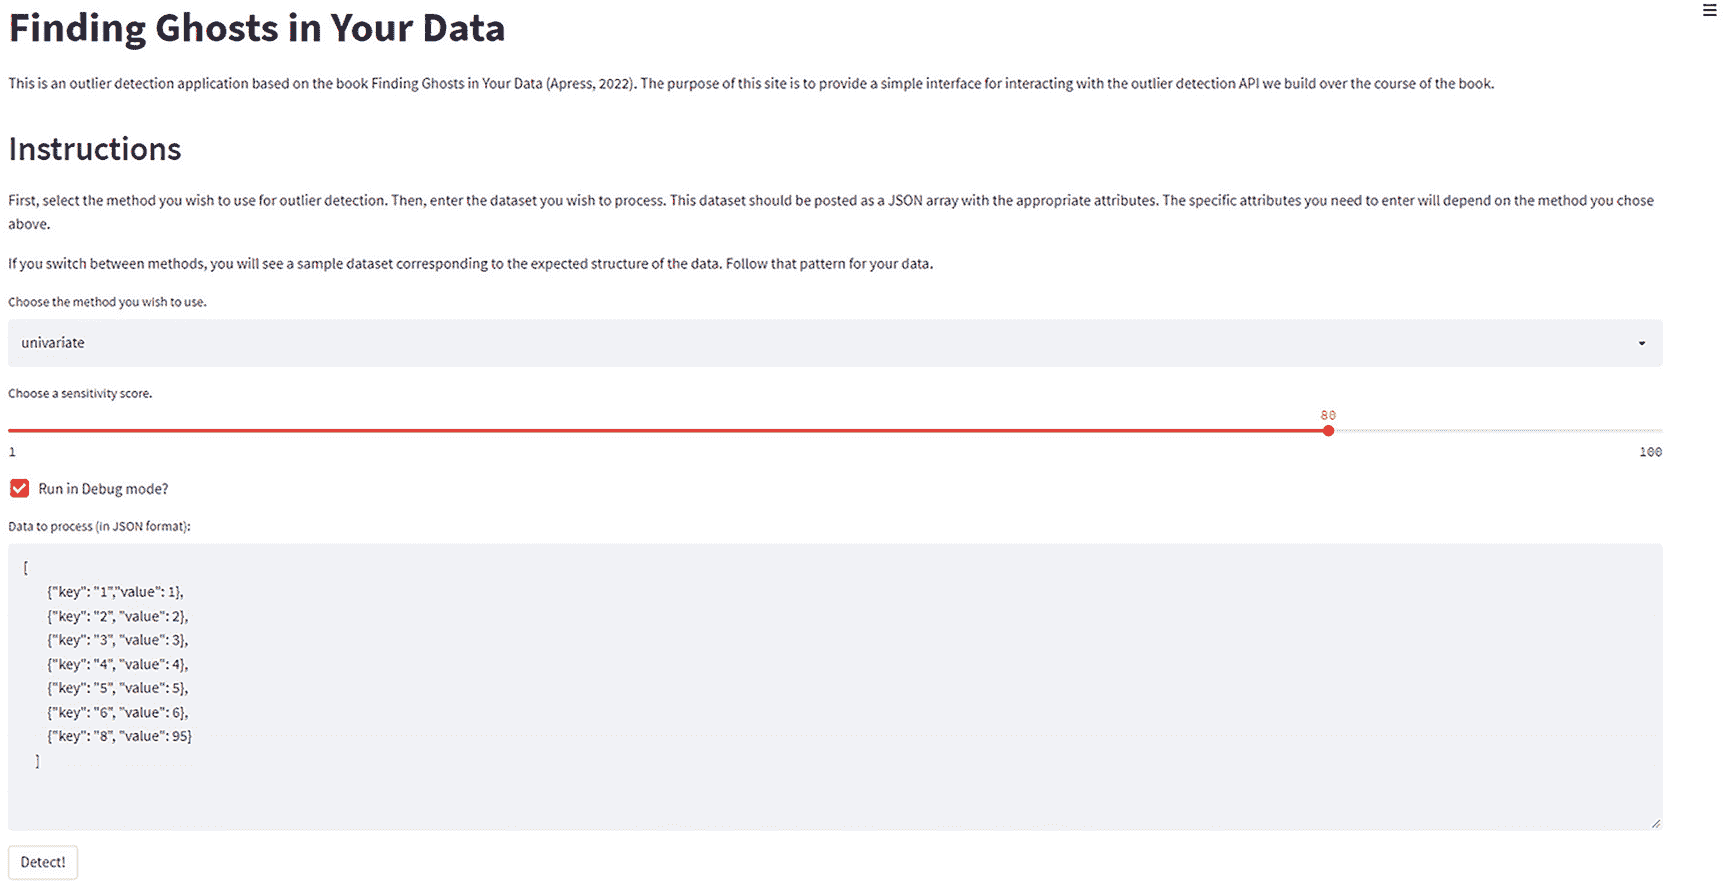 Finding Ghosts in Your Data
This is an outlier detection application based on the book Finding Ghosts in Your Data (Apress, 2022). The purpose of this site is to provide a simple interface for interacting with the outlier detection API we build over the course of the book.
Instructions
First, select the method you wish to use for outlier detection. Then, enter the dataset you wish to process. This dataset should be posted as a JSON array with the appropriate attributes. The specific attributes you need to enter will depend on the method you chose
above.
If you switch between methods, you will see a sample dataset corresponding to the expected structure of the data. Follow that pattern for your data.
Choose the method you wish to use.
univariate
Choose a sensitivity score.
80
1 100
Run in Debug mode?
Data to process (in JSON format):
[
{"key": "1","value": 1},
{"key": "2", "value": 2},
{"key": "3", "value": 3},
{"key": "4", "value": 4},
{"key": "5", "value": 5},
{"key": "6", "value": 6},
{"key": "8", "value": 95}
]
Detect!